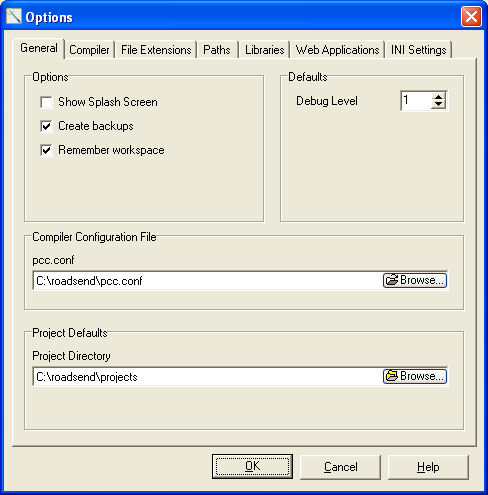 Options
General Compiler File Extensions Paths Libraries Web Applications INI Settings
Options
Show Splash Screen
Create backups
Remember workspace
Defaults
Debug Level 1
Compiler Configuration File
pcc.conf
C:\roadsend\pcc.conf Browse...
Project Defaults
Project Directory
C:\roadsend\projects Browse...
OK Cancel Help